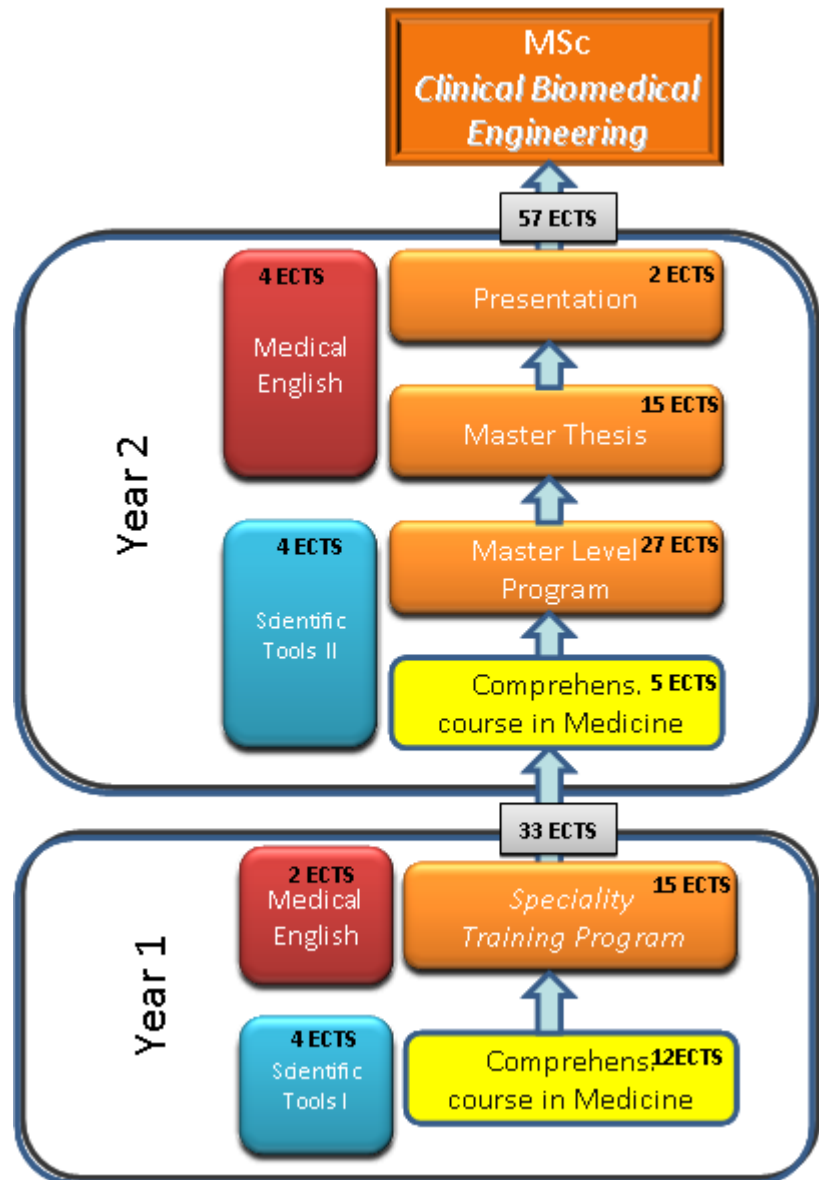 MSc
Clinical Biomedical
Engineering
57 ECTS
Year 2
4 ECTS
Medical
English
2 ECTS
Presentation
15 ECTS
Master Thesis
4 ECTS
Scientific
Tools II
Master Level 27 ECTS
Program
Comprehens. 5 ECTS
course in Medicine
33 ECTS
Year 1
2 ECTS
Medical
English
15 ECTS
Speciality
Training Program
4 ECTS
Scientific
Tools I
Comprehens. 12ECTS
course in Medicine